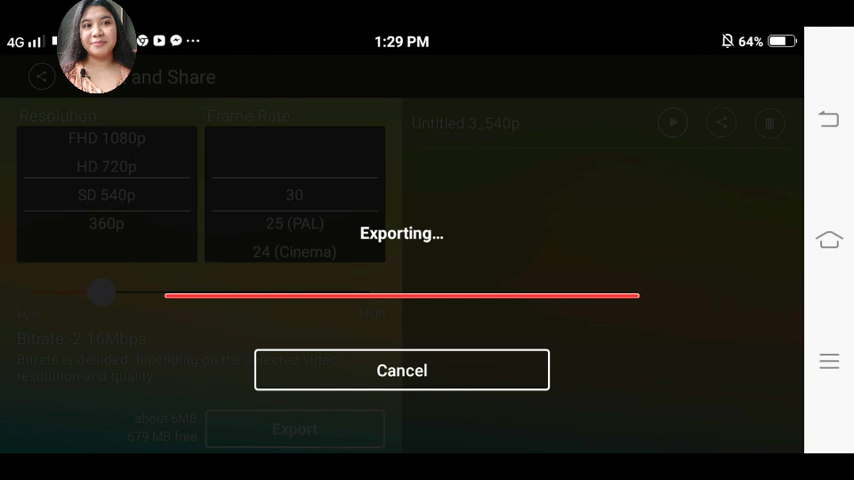 4G 1:29 PM 64%
and Share
Resolution Frame Rate
Untitled 3_540p
FHD 1080p
HD 720p
SD 540p 30
360p 25 (PAL)
24 (Cinema)
Exporting...
Low High
Bitrate: 2.16Mbps
Bitrate is decided depending on the selected video
resolution and quality
Cancel
about 6MB
679 MB free
Export